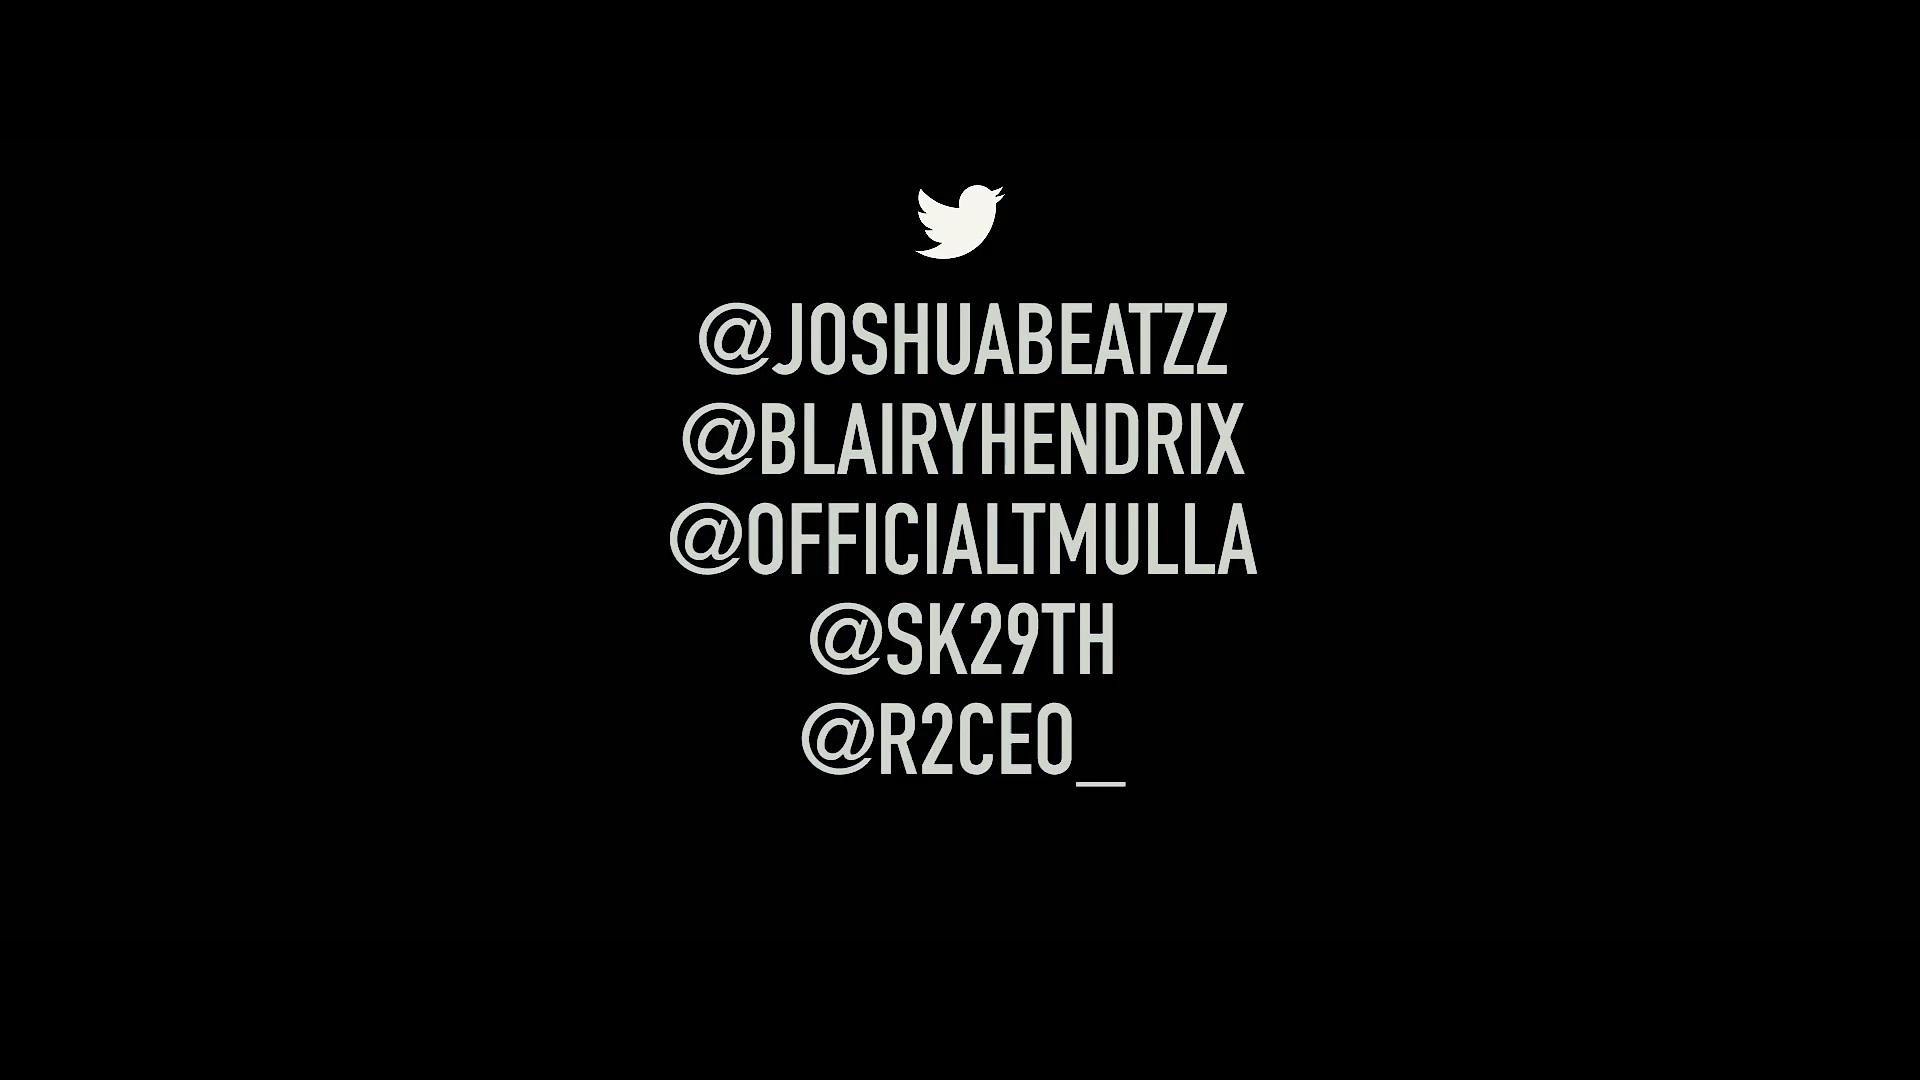 @JOSHUABEATZZ
@BLAIRYHENDRIX
@OFFICIALTMULLA
@SK29TH
@R2CEO_